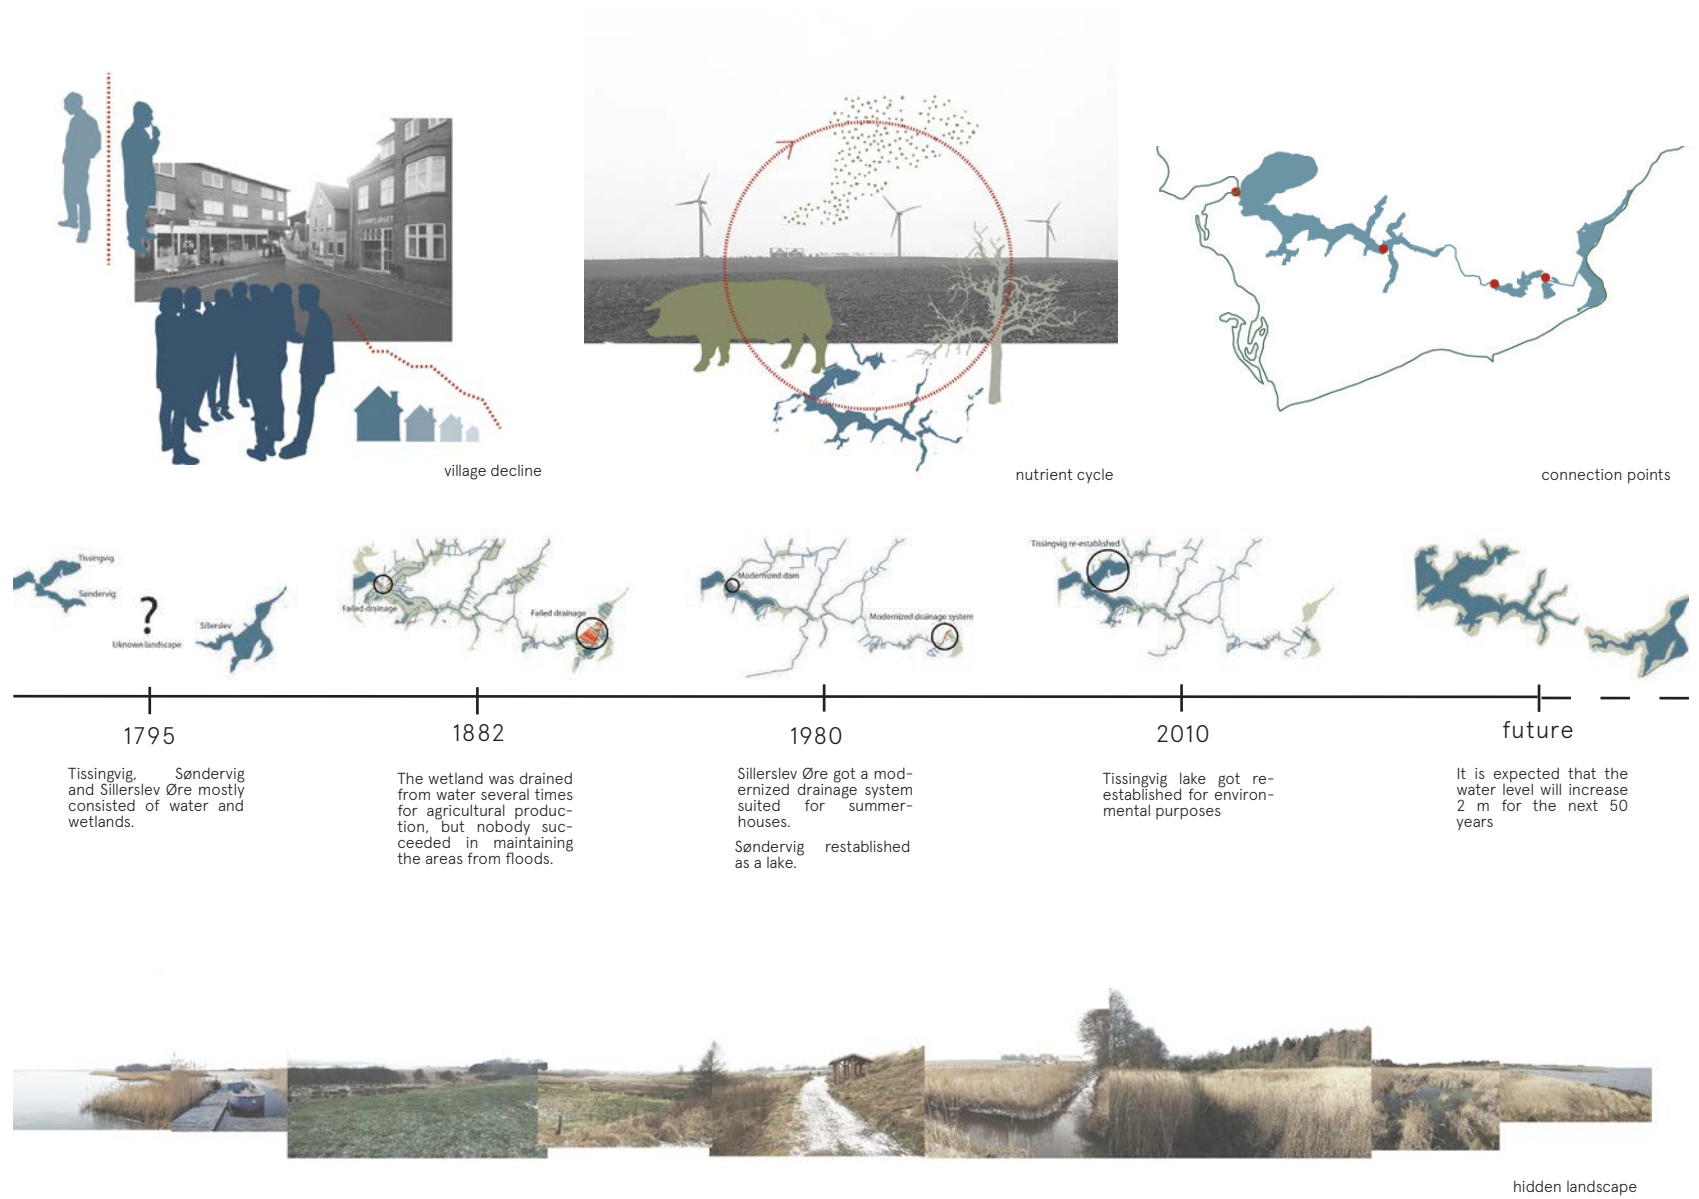 village decline
nutrient cycle
connection points
Tissingvig
Søndervig
?
Uknown landscape
Sillerslev
Failed drainage
Failed drainage
Modernized dam
Modernized drainage system
Tissingvig re-established
1795
1882
1980
2010
future
Tissingvig, Søndervig
and Sillerslev Øre mostly
consisted of water and
wetlands.
The wetland was drained
from water several times
for agricultural produc-
tion, but nobody suc-
ceeded in maintaining
the areas from floods.
Sillerslev Øre got a mod-
ernized drainage system
suited for summer-
houses.
Søndervig restablished
as a lake.
Tissingvig lake got re-
established for environ-
mental purposes
It is expected that the
water level will increase
2 m for the next 50
years
hidden landscape